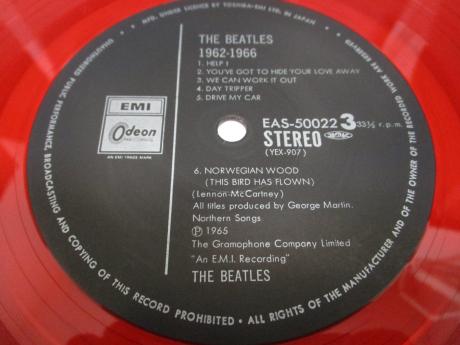 MFD. UNDER LICENCE BY TOSHIBA-EMI LTD. IN JAPAN
THE BEATLES
1962-1966
1. HELP !
2. YOU'VE GOT TO HIDE YOUR LOVE AWAY
3. WE CAN WORK IT OUT
4. DAY TRIPPER
5. DRIVE MY CAR
EMI
Odeon
AN EMI TRADE MARK
EAS-50022 3 33⅓ r.p.m.
STEREO
(YEX-907)
6. NORWEGIAN WOOD
(THIS BIRD HAS FLOWN)
(Lennon-McCartney)
All titles produced by George Martin.
Northern Songs
Ⓟ 1965
The Gramophone Company Limited
"An E.M.I. Recording"
THE BEATLES
UNAUTHORIZED PUBLIC PERFORMANCE, BROADCASTING AND COPYING OF THIS RECORD PROHIBITED • ALL RIGHTS OF THE MANUFACTURER AND OF THE OWNER OF THE RECORDED WORK ARE RESERVED